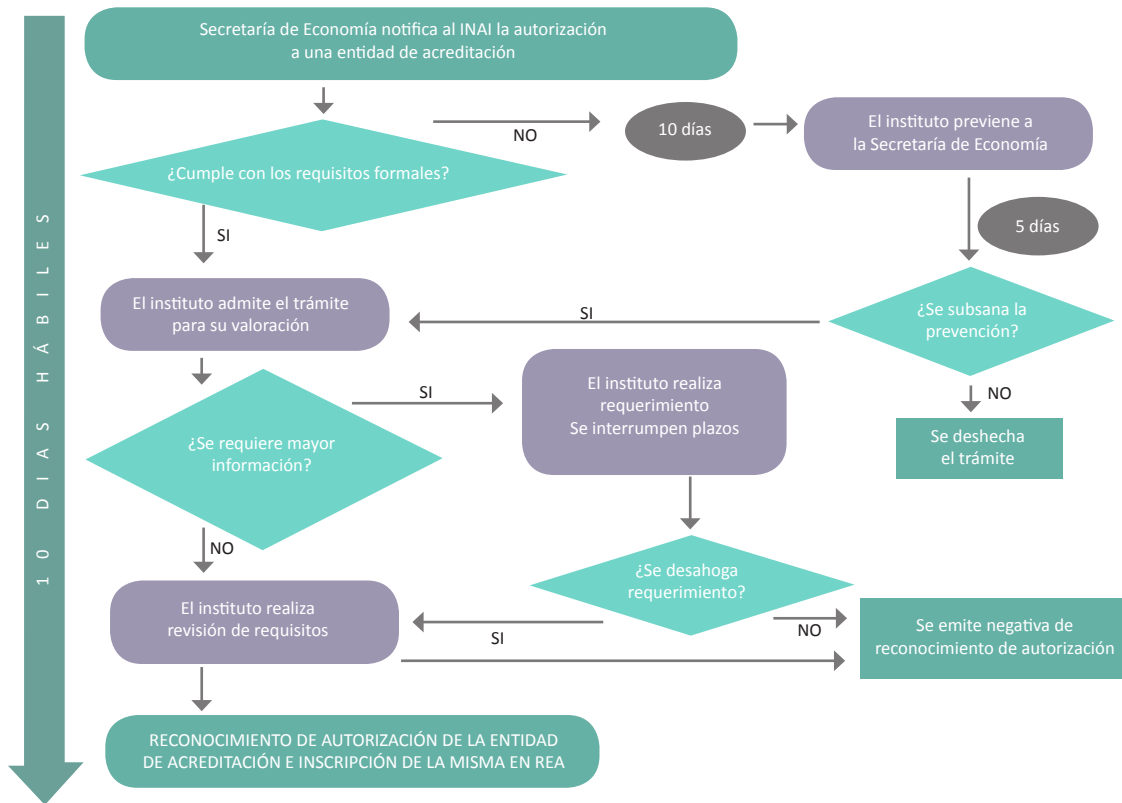 Secretaría de Economía notifica al INAI la autorización
a una entidad de acreditación
NO
10 días
El instituto previene a
la Secretaría de Economía
¿Cumple con los requisitos formales?
SI
5 días
El instituto admite el trámite
para su valoración
SI
¿Se subsana la
prevención?
NO
Se deshecha
el trámite
¿Se requiere mayor
información?
SI
El instituto realiza
requerimiento
Se interrumpen plazos
NO
¿Se desahoga
requerimiento?
El instituto realiza
revisión de requisitos
SI
NO
Se emite negativa de
reconocimiento de autorización
RECONOCIMIENTO DE AUTORIZACIÓN DE LA ENTIDAD
DE ACREDITACIÓN E INSCRIPCIÓN DE LA MISMA EN REA
10 DIAS HÁBILES